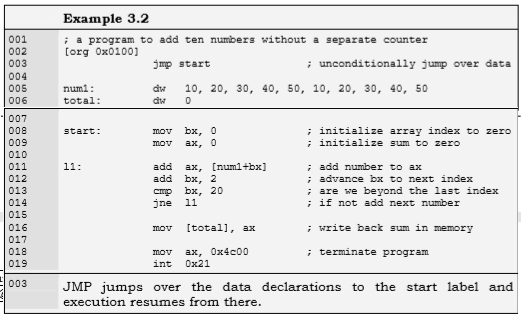 Example 3.2
001 ; a program to add ten numbers without a separate counter
002 [org 0x0100]
003 jmp start ; unconditionally jump over data
004
005 num1: dw 10, 20, 30, 40, 50, 10, 20, 30, 40, 50
006 total: dw 0
007
008 start: mov bx, 0 ; initialize array index to zero
009 mov ax, 0 ; initialize sum to zero
010
011 l1: add ax, [num1+bx] ; add number to ax
012 add bx, 2 ; advance bx to next index
013 cmp bx, 20 ; are we beyond the last index
014 jne l1 ; if not add next number
015
016 mov [total], ax ; write back sum in memory
017
018 mov ax, 0x4c00 ; terminate program
019 int 0x21
003 JMP jumps over the data declarations to the start label and
execution resumes from there.